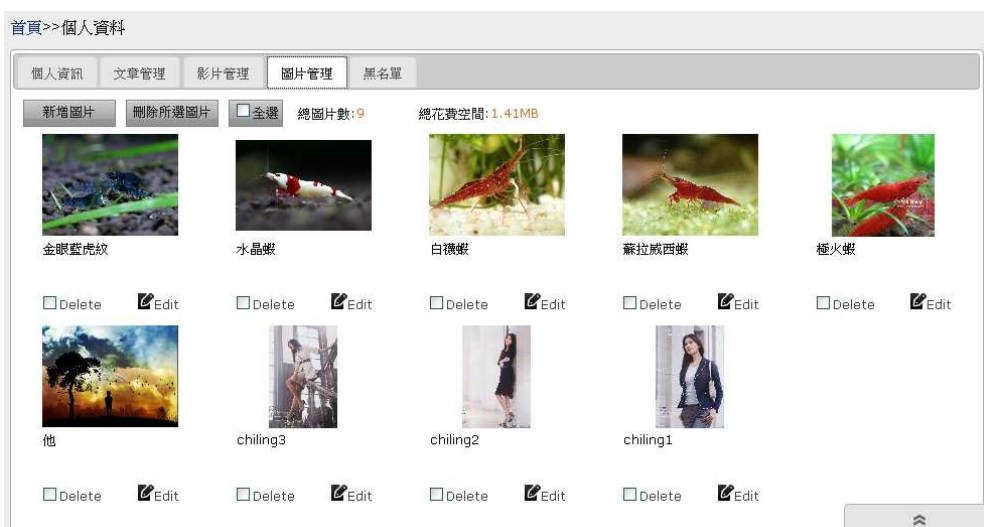 首頁>>個人資料
個人資訊 文章管理 影片管理 圖片管理 黑名單
新增圖片 刪除所選圖片 全選 總圖片數:9 總花費空間:1.41MB
金眼藍虎紋 水晶蝦 白襪蝦 蘇拉威西蝦 極火蝦
Delete Edit Delete Edit Delete Edit Delete Edit Delete Edit
他 chiling3 chiling2 chiling1
Delete Edit Delete Edit Delete Edit Delete Edit